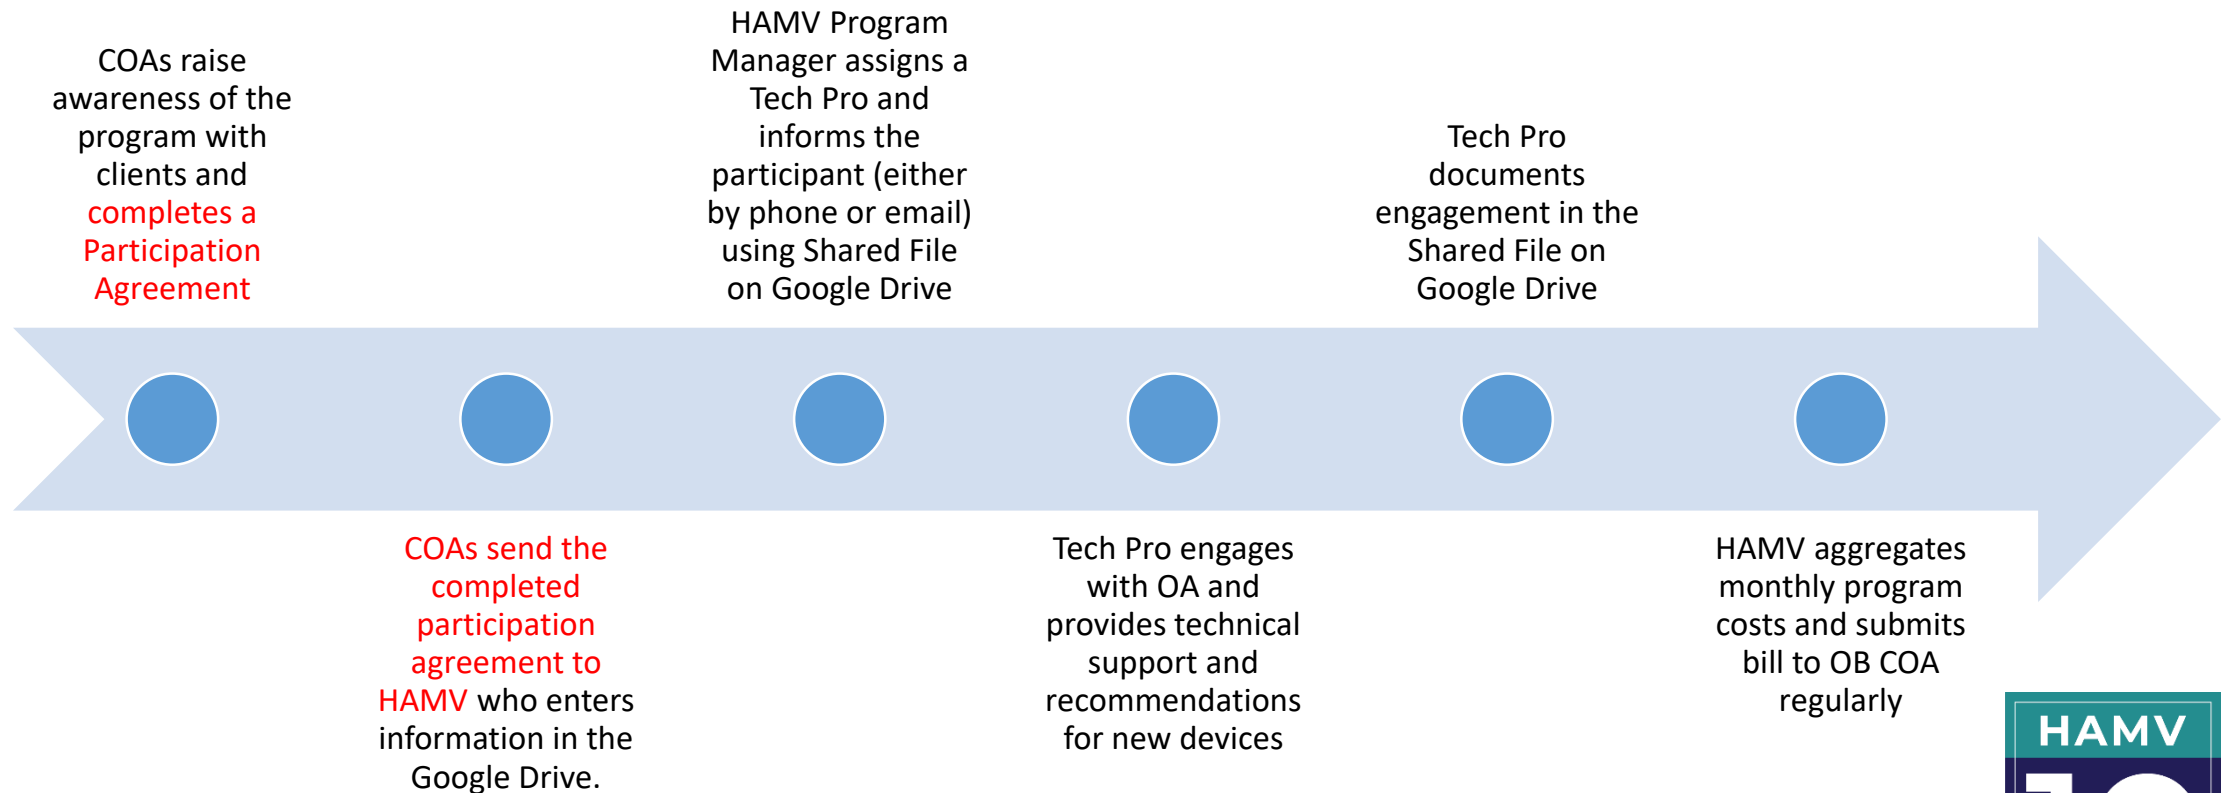 COAs raise
awareness of the
program with
clients and
completes a
Participation
Agreement
COAs send the
completed
participation
agreement to
HAMV who enters
information in the
Google Drive.
HAMV Program
Manager assigns a
Tech Pro and
informs the
participant (either
by phone or email)
using Shared File
on Google Drive
Tech Pro engages
with OA and
provides technical
support and
recommendations
for new devices
Tech Pro
documents
engagement in the
Shared File on
Google Drive
HAMV aggregates
monthly program
costs and submits
bill to OB COA
regularly
HAMV